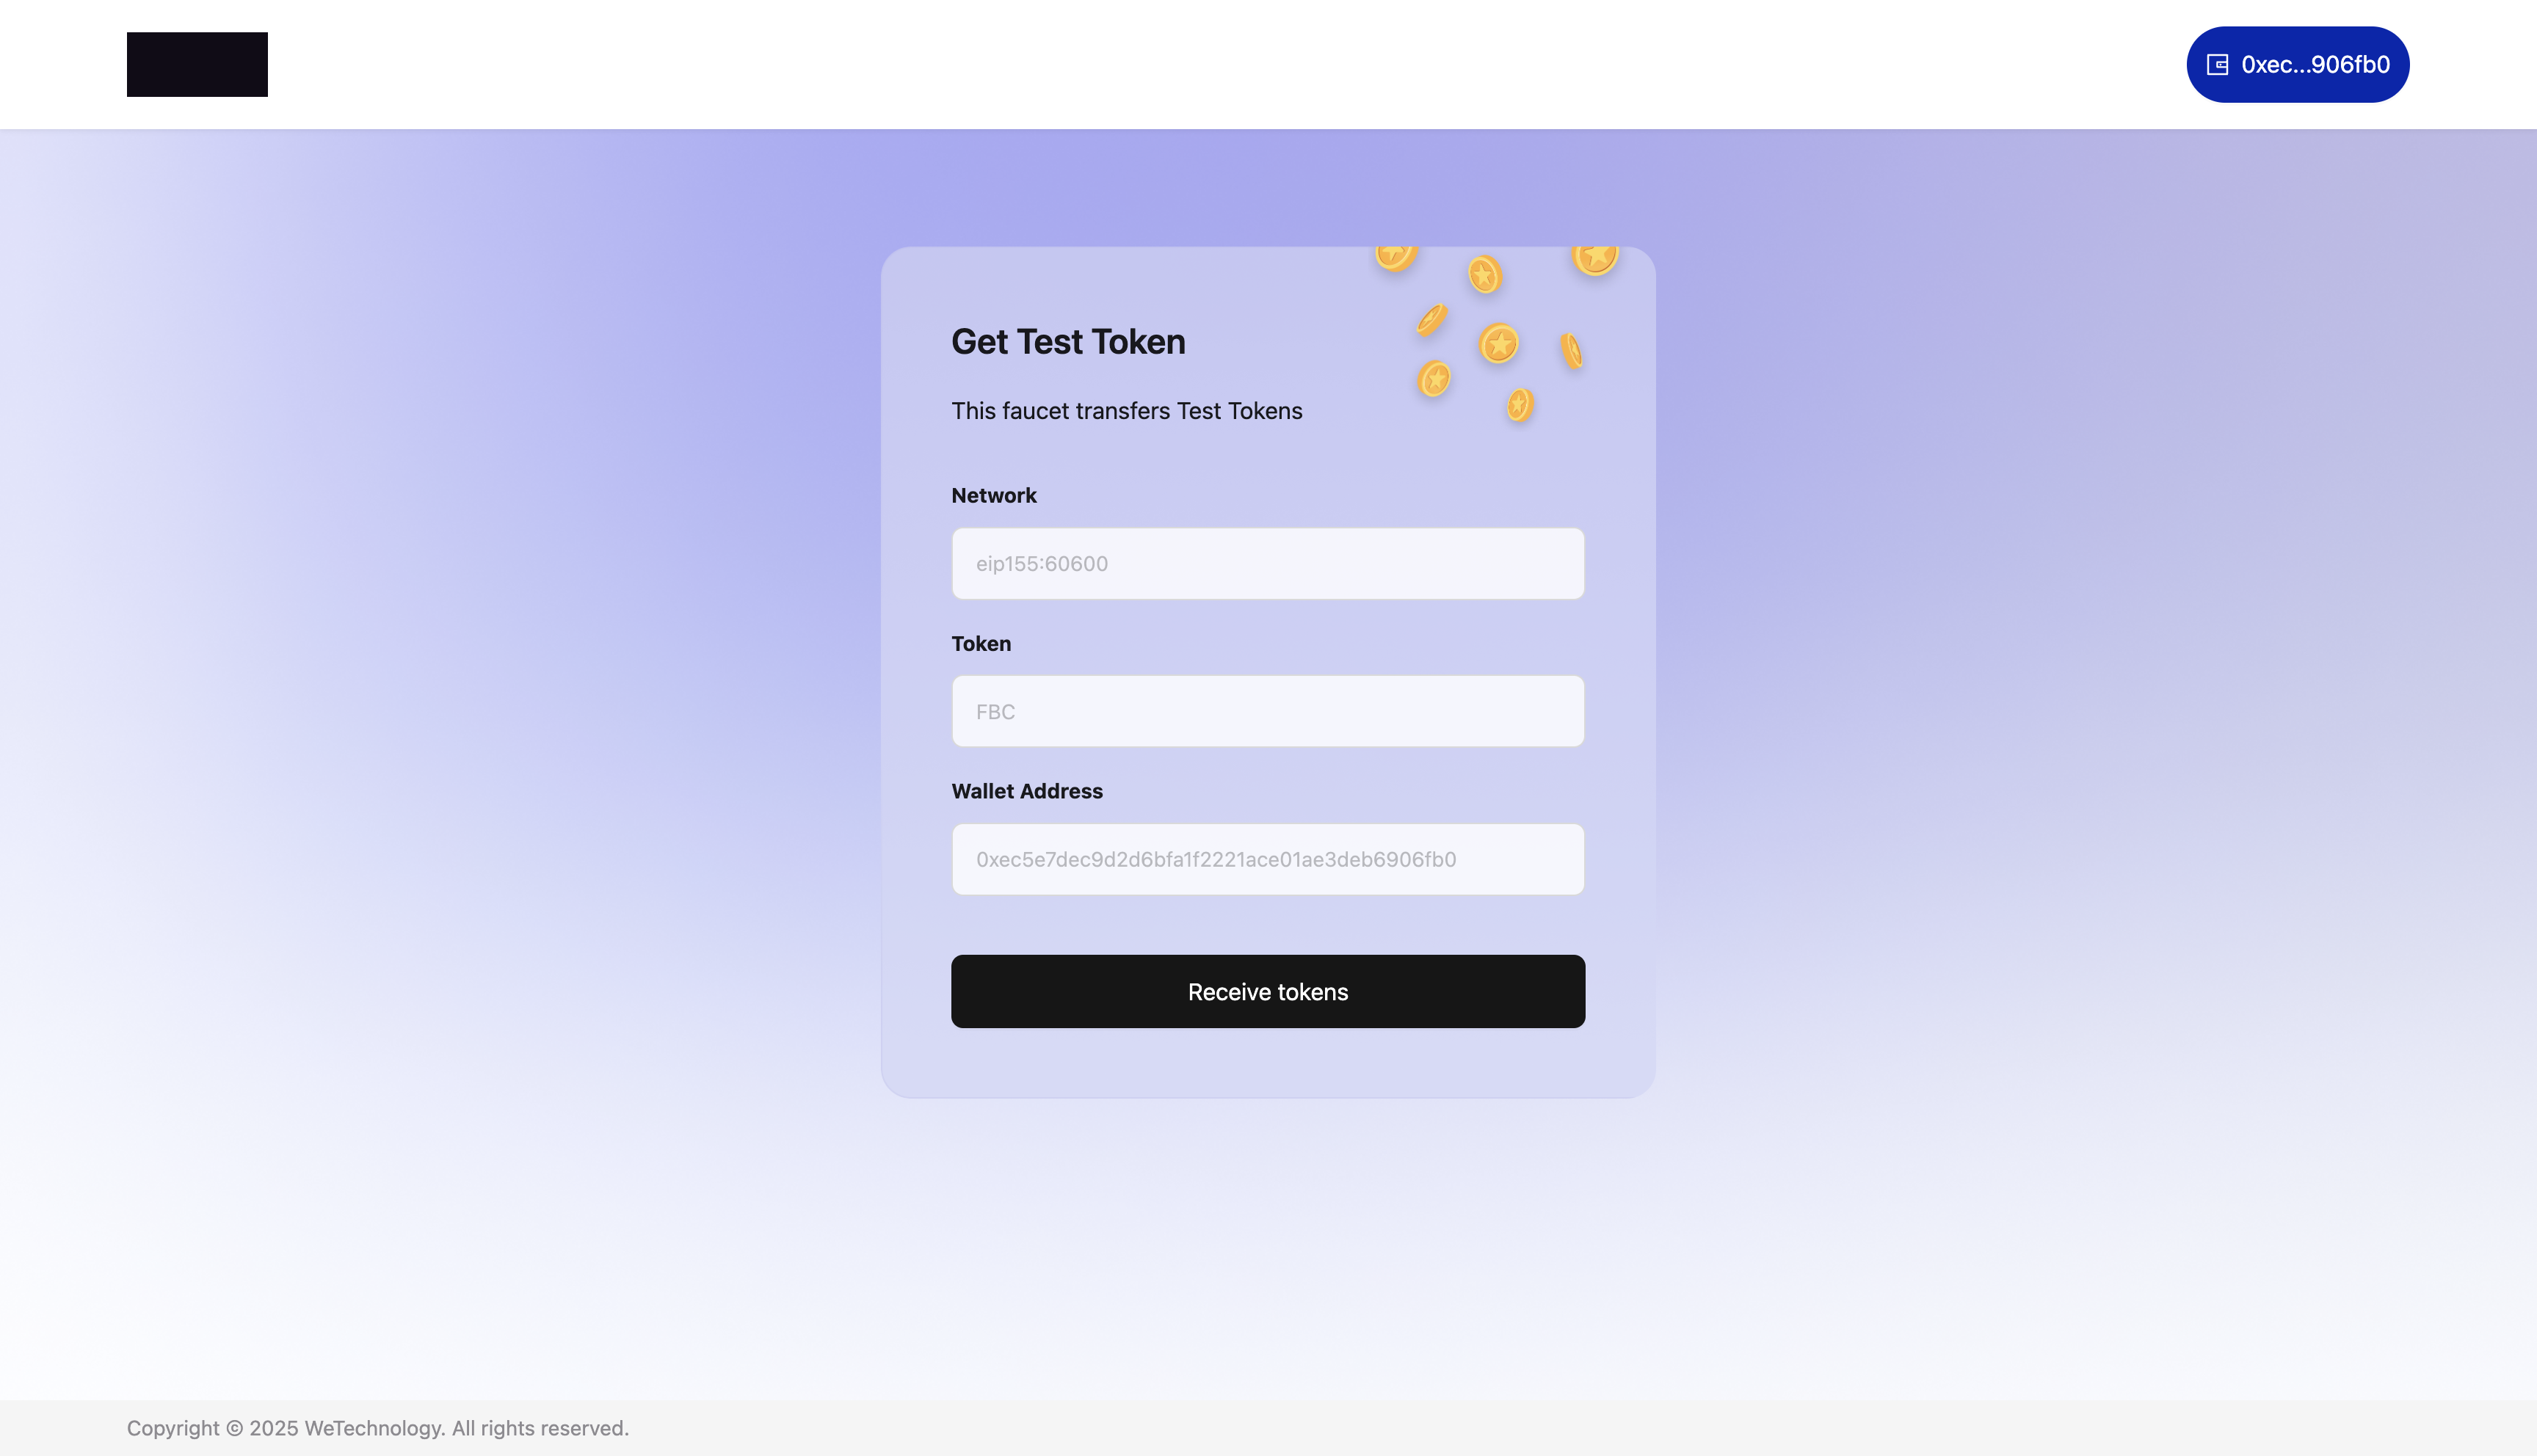 0xec...906fb0
Get Test Token
This faucet transfers Test Tokens
Network
eip155:60600
Token
FBC
Wallet Address
0xec5e7dec9d2d6bfa1f2221ace01ae3deb6906fb0
Receive tokens
Copyright © 2025 WeTechnology. All rights reserved.